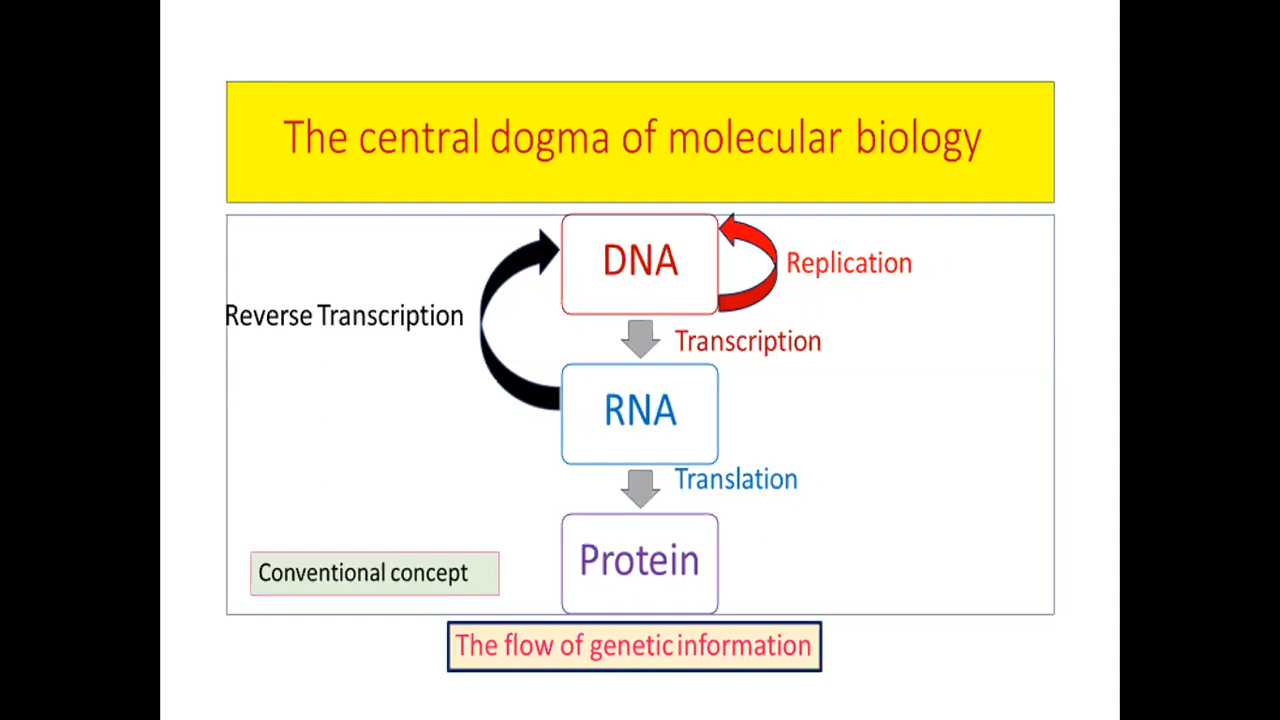 The central dogma of molecular biology
DNA
Replication
Reverse Transcription
Transcription
RNA
Translation
Protein
Conventional concept
The flow of genetic information